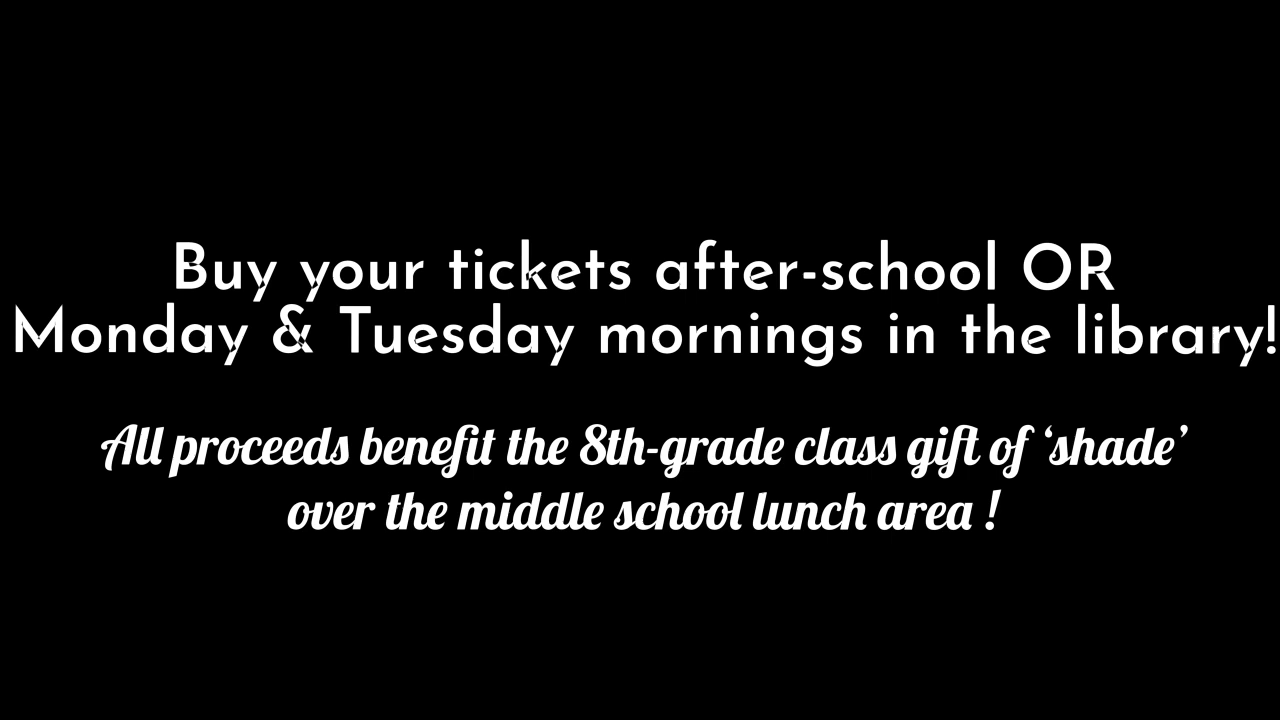 Buy your tickets after-school OR
Monday & Tuesday mornings in the library!
All proceeds benefit the 8th-grade class gift of ‘shade’
over the middle school lunch area !